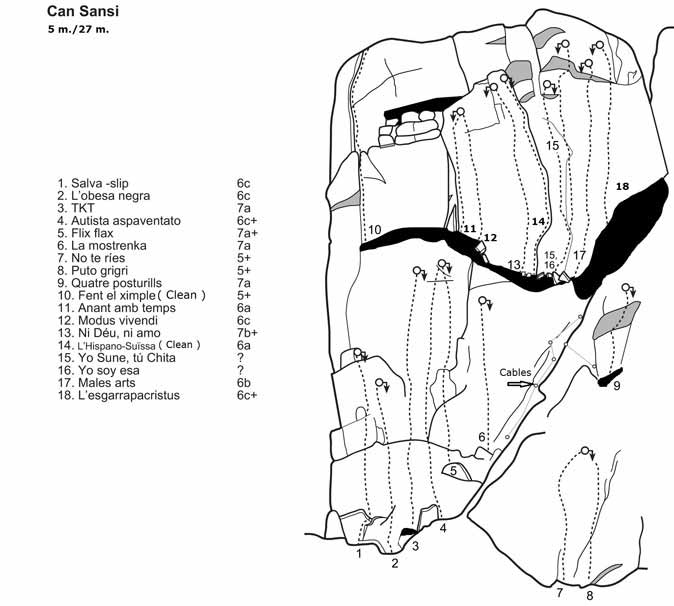 Can Sansi
5 m./27 m.
1. Salva -slip 6c
2. L'obesa negra 6c
3. TKT 7a
4. Autista aspaventato 6c+
5. Flix flax 7a+
6. La mostrenka 7a
7. No te ríes 5+
8. Puto grigri 5+
9. Quatre posturills 7a
10. Fent el ximple ( Clean ) 5+
11. Anant amb temps 6a
12. Modus vivendi 6c
13. Ni Déu, ni amo 7b+
14. L'Hispano-Suïssa ( Clean ) 6a
15. Yo Sune, tú Chita ?
16. Yo soy esa ?
17. Males arts 6b
18. L'esgarrapacristus 6c+
15
18
10
11
12
14
13
15,
16
17
Cables
9
6
5
4
3
1
2
7
8